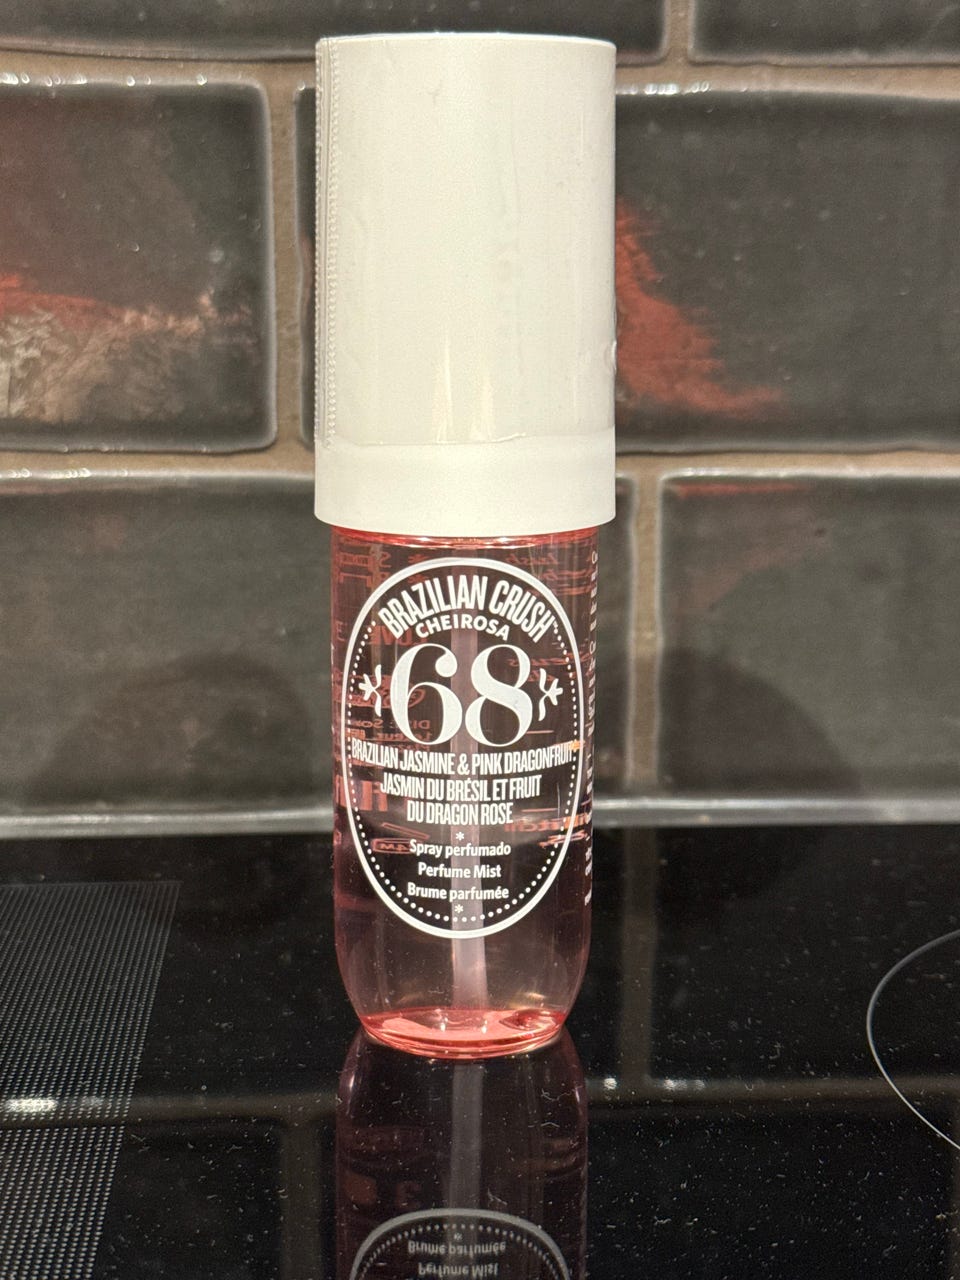 BRAZILIAN CRUSH
CHEIROSA
68
BRAZILIAN JASMINE & PINK DRAGONFRUIT
JASMIN DU BRÉSIL ET FRUIT
DU DRAGON ROSE
Spray perfumado
Perfume Mist
Brume parfumée